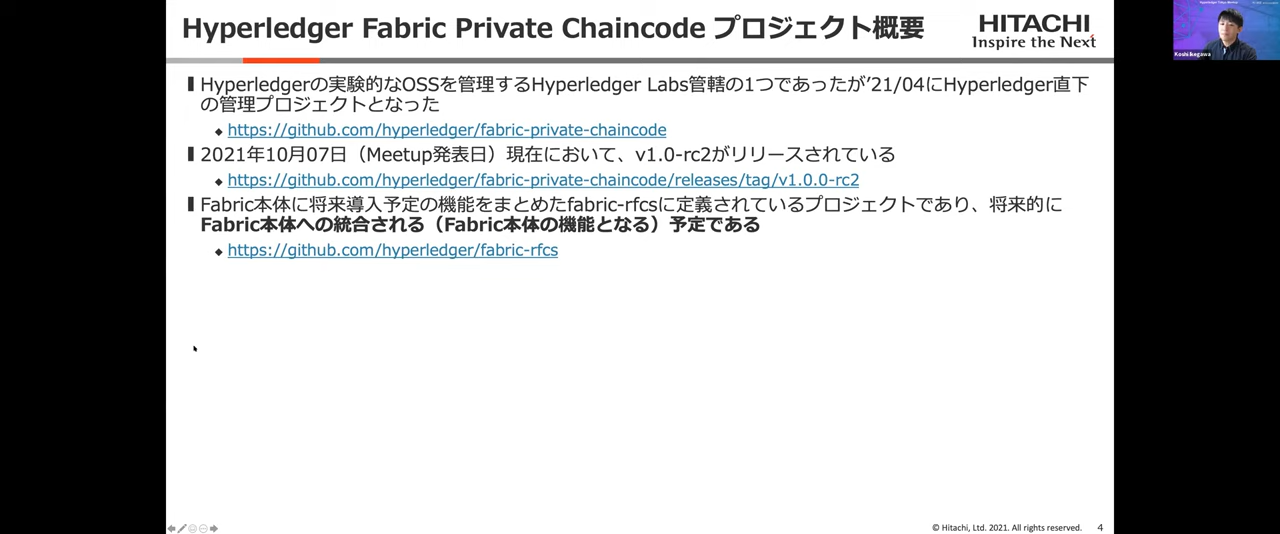 Hyperledger Fabric Private Chaincode プロジェクト概要
HITACHI
Inspire the Next
Hyperledgerの実験的なOSSを管理するHyperledger Labs管轄の1つであったが'21/04にHyperledger直下
の管理プロジェクトとなった
https://github.com/hyperledger/fabric-private-chaincode
2021年10月07日（Meetup発表日）現在において、v1.0-rc2がリリースされている
https://github.com/hyperledger/fabric-private-chaincode/releases/tag/v1.0.0-rc2
Fabric本体に将来導入予定の機能をまとめたfabric-rfcsに定義されているプロジェクトであり、将来的に
Fabric本体への統合される（Fabric本体の機能となる）予定である
https://github.com/hyperledger/fabric-rfcs
© Hitachi, Ltd. 2021. All rights reserved.
4
Koshi Ikegawa